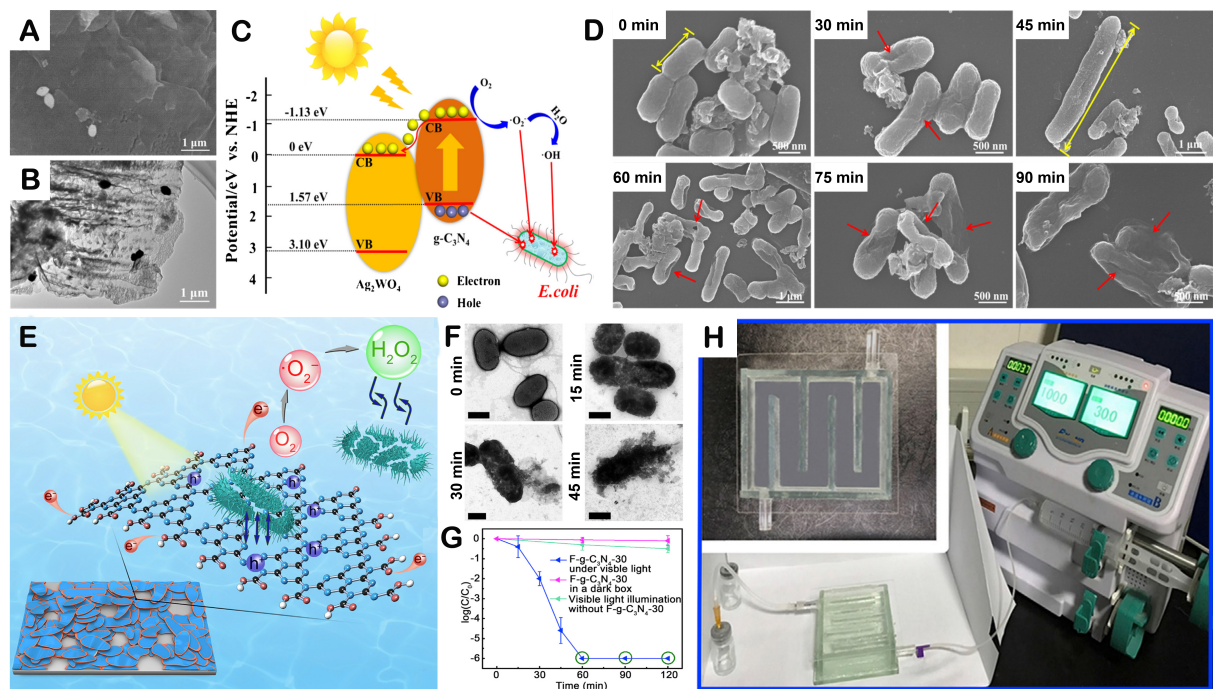 A
1 μm
B
1 μm
C
Potential/eV vs. NHE
-2
-1
0
1
2
3
4
-1.13 eV
0 eV
1.57 eV
3.10 eV
CB
VB
CB
VB
O₂
·O₂⁻
H₂O
·OH
g-C₃N₄
Ag₂WO₄
Electron
Hole
E.coli
D
0 min
500 nm
30 min
500 nm
45 min
1 μm
60 min
1 μm
75 min
500 nm
90 min
500 nm
E
·O₂⁻
H₂O₂
O₂
e⁻
e⁻
e⁻
e⁻
h⁺
h⁺
h⁺
h⁺
h⁺
F
0 min
15 min
30 min
45 min
G
log(C/C₀)
0
-1
-2
-3
-4
-5
-6
F-g-C₃N₄-30
under visble light
F-g-C₃N₄-30
in a dark box
Visible light illumination
without F-g-C₃N₄-30
0
30
60
90
120
Time (min)
H
1000
300
0000.0
B